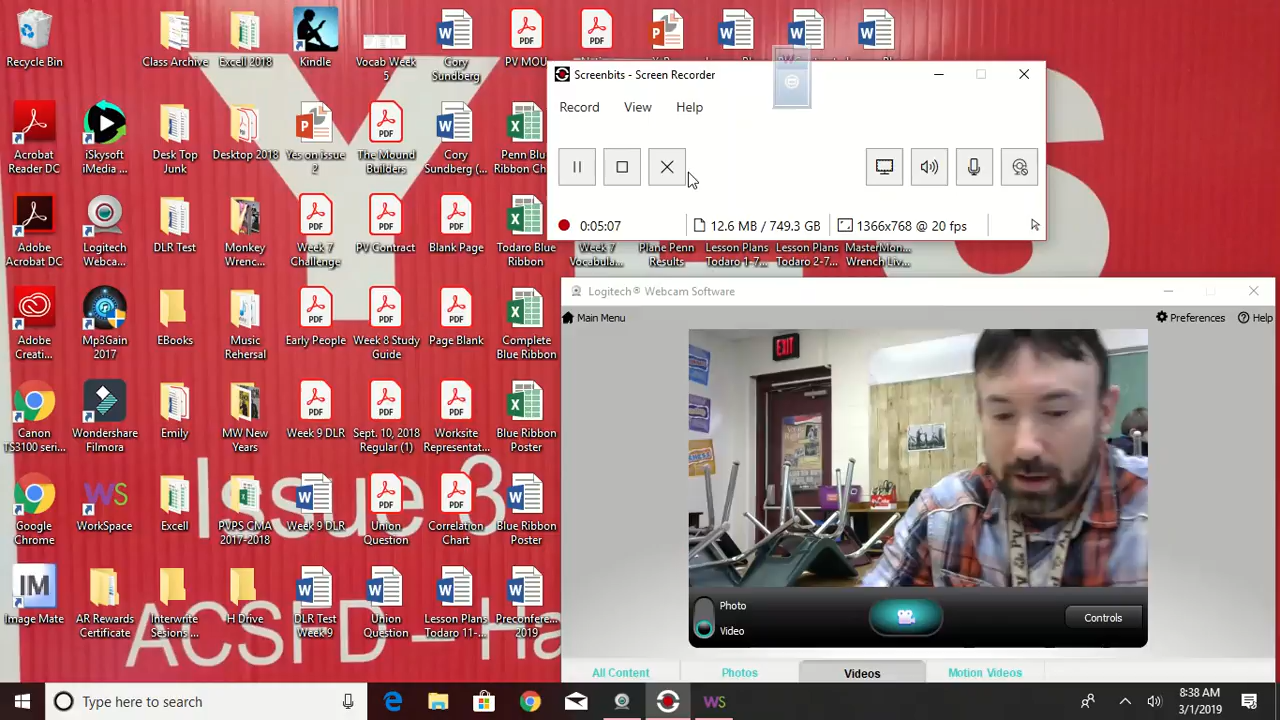 Recycle Bin
Class Archive
Excell 2018
Kindle
Vocab Week
5
Cory
Sundberg
PV MOU
Screenbits - Screen Recorder
Record
View
Help
0:05:07
12.6 MB / 749.3 GB
1366x768 @ 20 fps
Acrobat
Reader DC
iSkysoft
iMedia ...
Desk Top
Junk
Desktop 2018
Yes on Issue
2
The Mound
Builders
Cory
Sundberg (...
Penn Blu
Ribbon Ch
Adobe
Acrobat DC
Logitech
Webca...
DLR Test
Monkey
Wrenc...
Week 7
Challenge
PV Contract
Blank Page
Todaro Blue
Ribbon
Week 7
Vocabula...
Plane Penn
Results
Lesson Plans
Todaro 1-7...
Lesson Plans
Todaro 2-7...
MasterMon...
Wrench Liv...
Logitech® Webcam Software
Main Menu
Preferences
Help
EXIT
Adobe
Creati...
Mp3Gain
2017
EBooks
Music
Rehersal
Early People
Week 8 Study
Guide
Page Blank
Complete
Blue Ribbon
Canon
TS3100 seri...
Wondershare
Filmora
Emily
MW New
Years
Week 9 DLR
Sept. 10, 2018
Regular (1)
Worksite
Representat...
Blue Ribbon
Poster
Issue 3
Google
Chrome
WorkSpace
Excell
PVPS CMA
2017-2018
Week 9 DLR
Union
Question
Correlation
Chart
Blue Ribbon
Poster
ACSFD – Ha
Image Mate
AR Rewards
Certificate
Interwrite
Sesions ...
H Drive
DLR Test
Week 9
Union
Question
Lesson Plans
Todaro 11-...
Preconfere...
2019
Photo
Video
Controls
All Content
Photos
Videos
Motion Videos
Type here to search
8:38 AM
3/1/2019